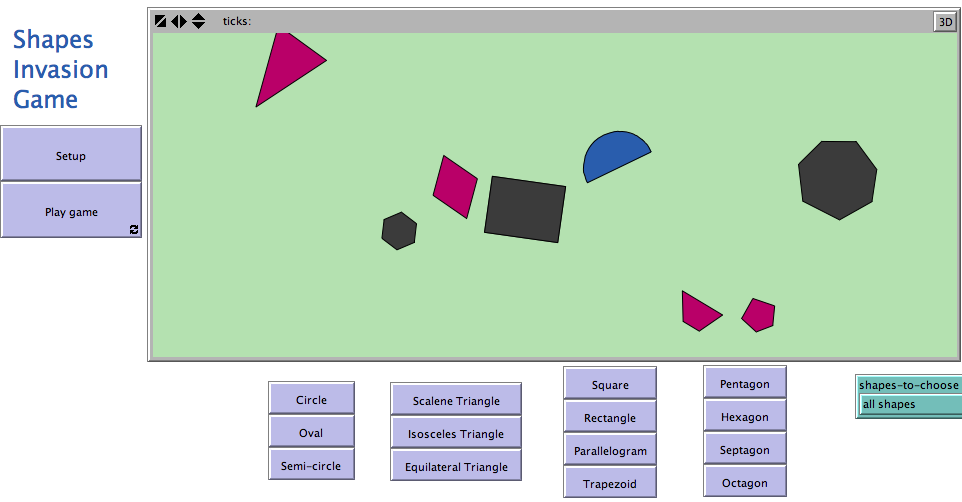 ticks:
3D
Shapes
Invasion
Game
Setup
Play game
Circle
Oval
Semi-circle
Scalene Triangle
Isosceles Triangle
Equilateral Triangle
Square
Rectangle
Parallelogram
Trapezoid
Pentagon
Hexagon
Septagon
Octagon
shapes-to-choose
all shapes